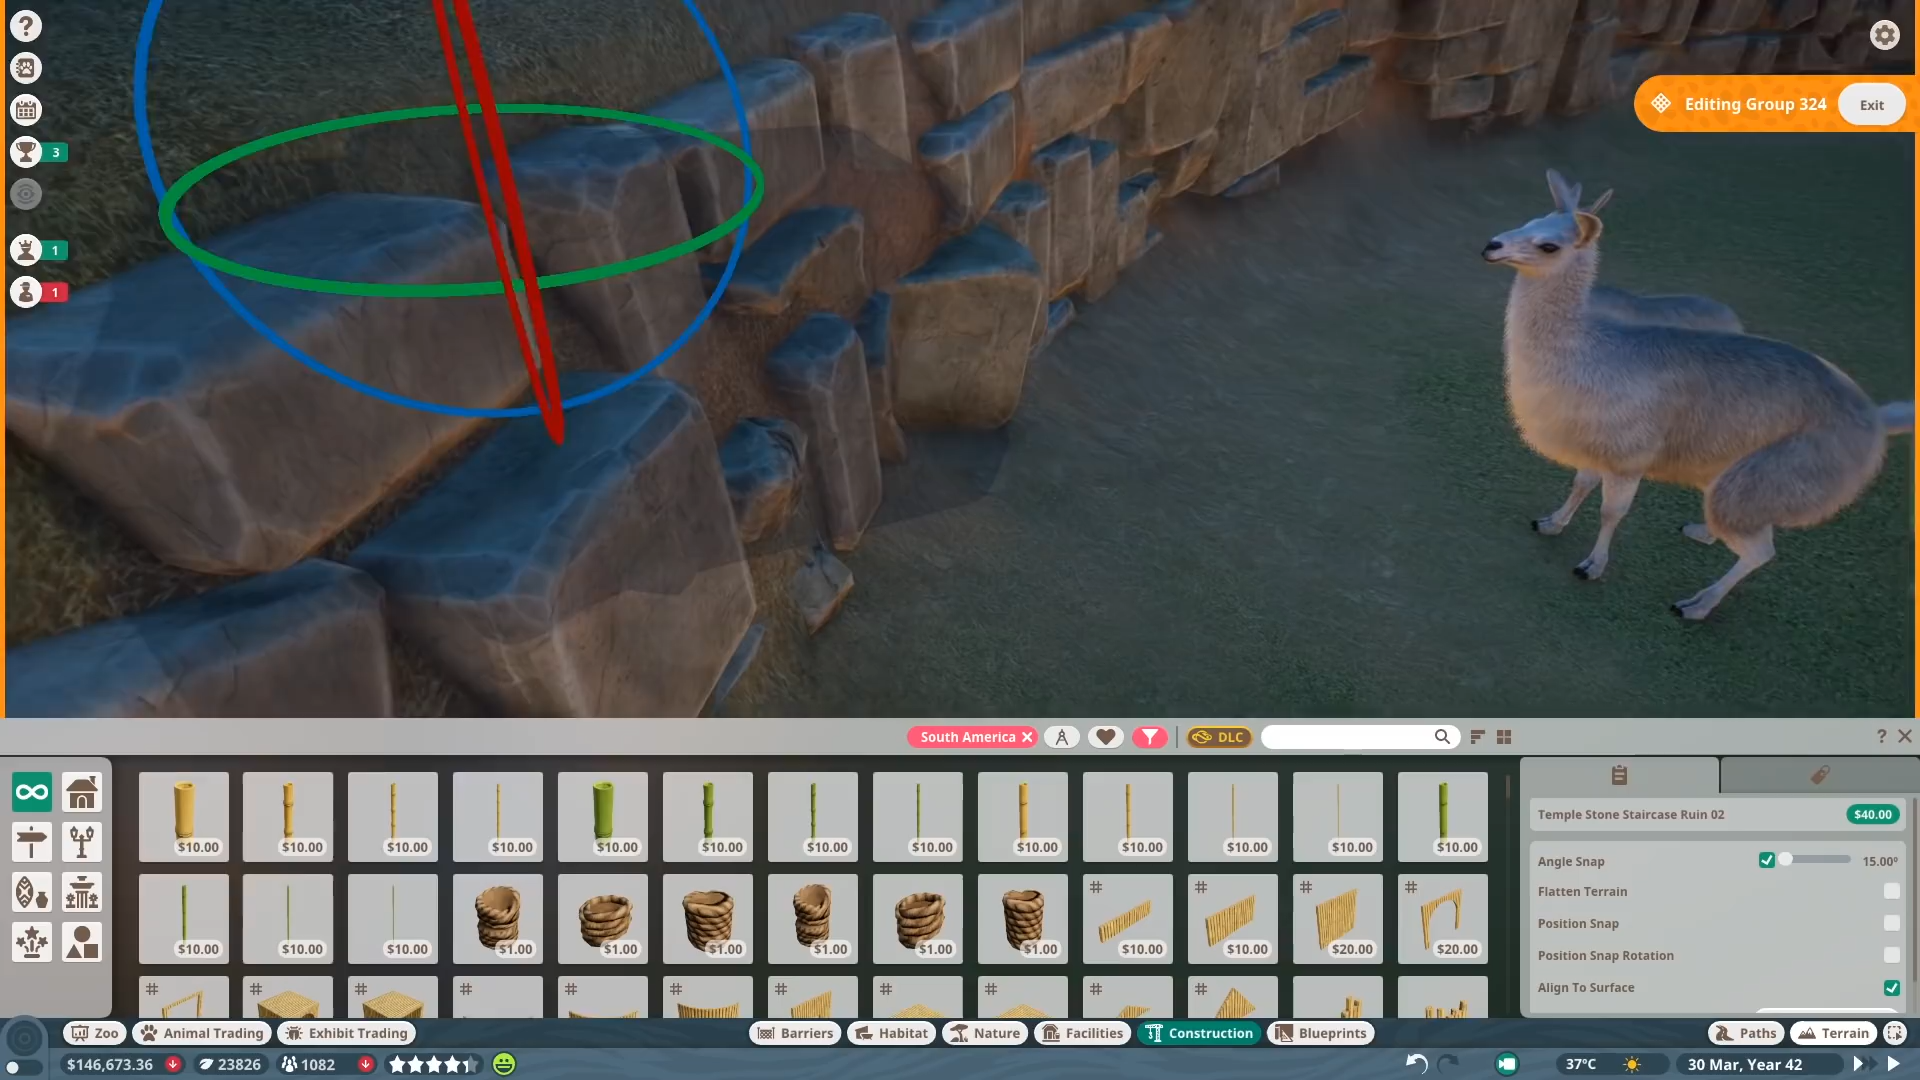 ?
Editing Group 324 Exit
3
1
1
South America × DLC
? ×
$10.00 $10.00 $10.00 $10.00 $10.00 $10.00 $10.00 $10.00 $10.00 $10.00 $10.00 $10.00 $10.00
# # # #
$10.00 $10.00 $10.00 $1.00 $1.00 $1.00 $1.00 $1.00 $1.00 $10.00 $10.00 $20.00 $20.00
# # # # # # # # # # #
Temple Stone Staircase Ruin 02 $40.00
Angle Snap 15.00°
Flatten Terrain
Position Snap
Position Snap Rotation
Align To Surface
Zoo Animal Trading Exhibit Trading Barriers Habitat Nature Facilities Construction Blueprints Paths Terrain
$146,673.36 23826 1082 37°C 30 Mar, Year 42